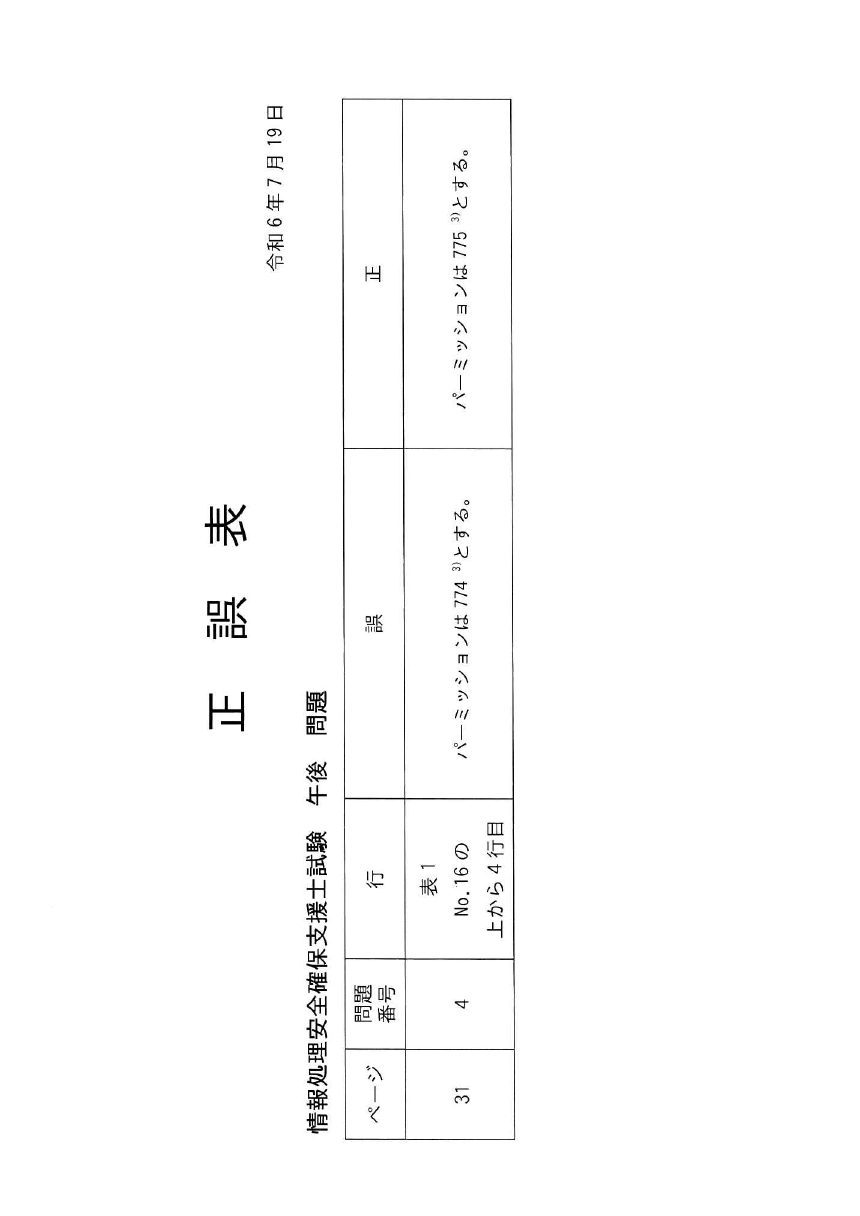 正 誤 表
令和6年7月19日
情報処理安全確保支援士試験 午後 問題
ページ
問題
番号
行
誤
正
31
4
表1
No.16の
上から4行目
パーミッションは774 3)とする。
パーミッションは775 3)とする。